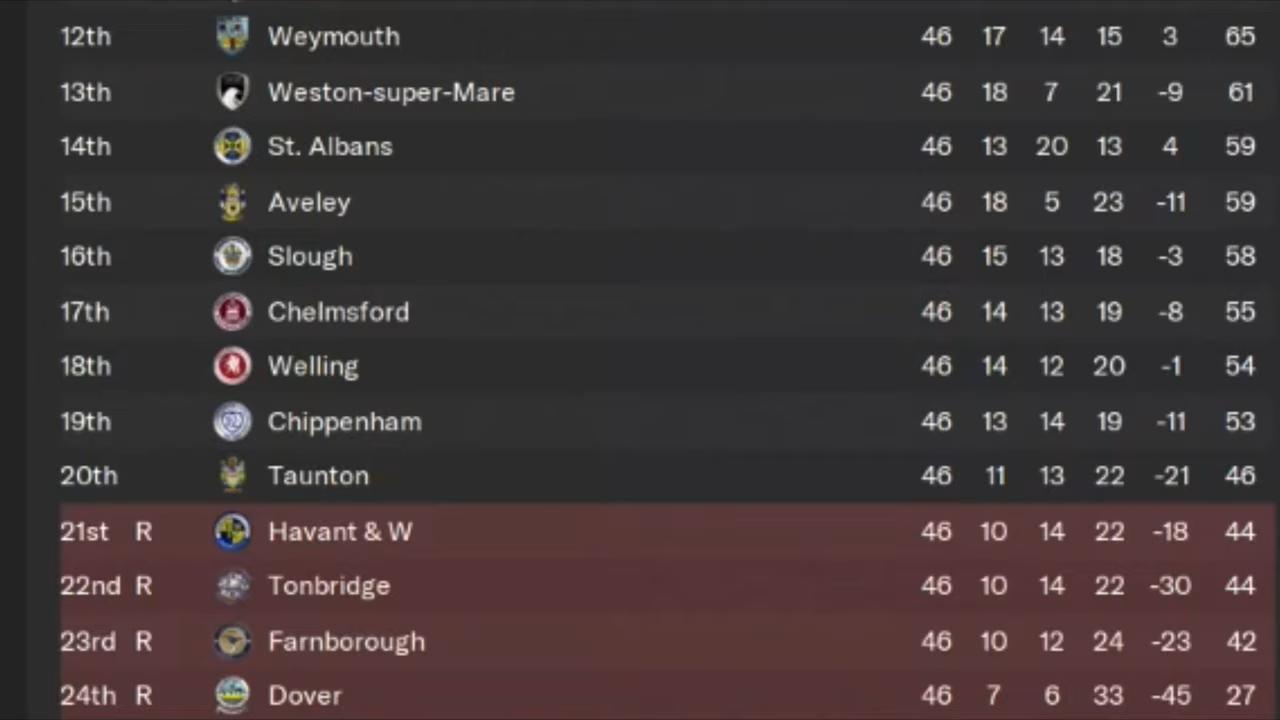 12th Weymouth 46 17 14 15 3 65
13th Weston-super-Mare 46 18 7 21 -9 61
14th St. Albans 46 13 20 13 4 59
15th Aveley 46 18 5 23 -11 59
16th Slough 46 15 13 18 -3 58
17th Chelmsford 46 14 13 19 -8 55
18th Welling 46 14 12 20 -1 54
19th Chippenham 46 13 14 19 -11 53
20th Taunton 46 11 13 22 -21 46
21st R Havant & W 46 10 14 22 -18 44
22nd R Tonbridge 46 10 14 22 -30 44
23rd R Farnborough 46 10 12 24 -23 42
24th R Dover 46 7 6 33 -45 27